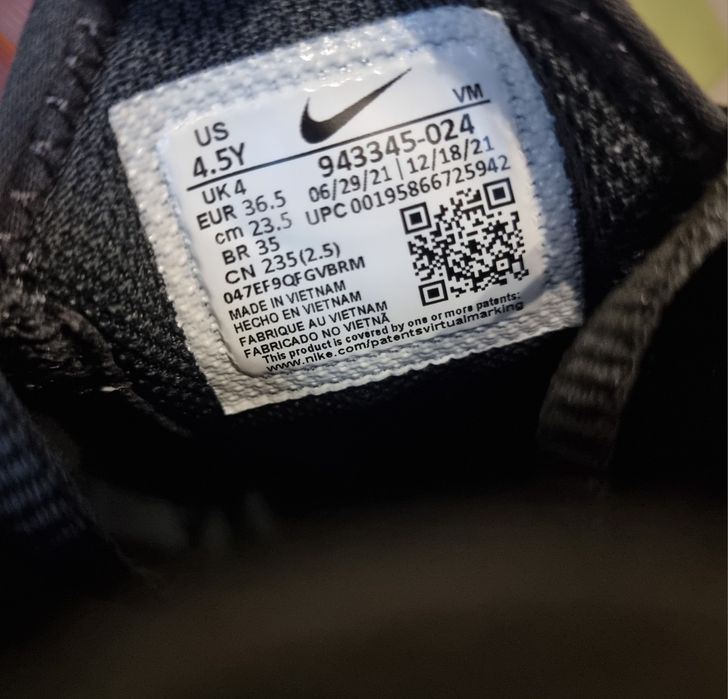 US
4.5Y
VM
UK 4
943345-024
EUR 36.5
06/29/21 | 12/18/21
cm 23.5
UPC 00195866725942
BR 35
CN 235(2.5)
047EF9QFGVBRM
MADE IN VIETNAM
HECHO EN VIETNAM
FABRIQUE AU VIETNAM
FABRICADO NO VIETNÃ
This product is covered by one or more patents:
www.nike.com/patentsvirtualmarking